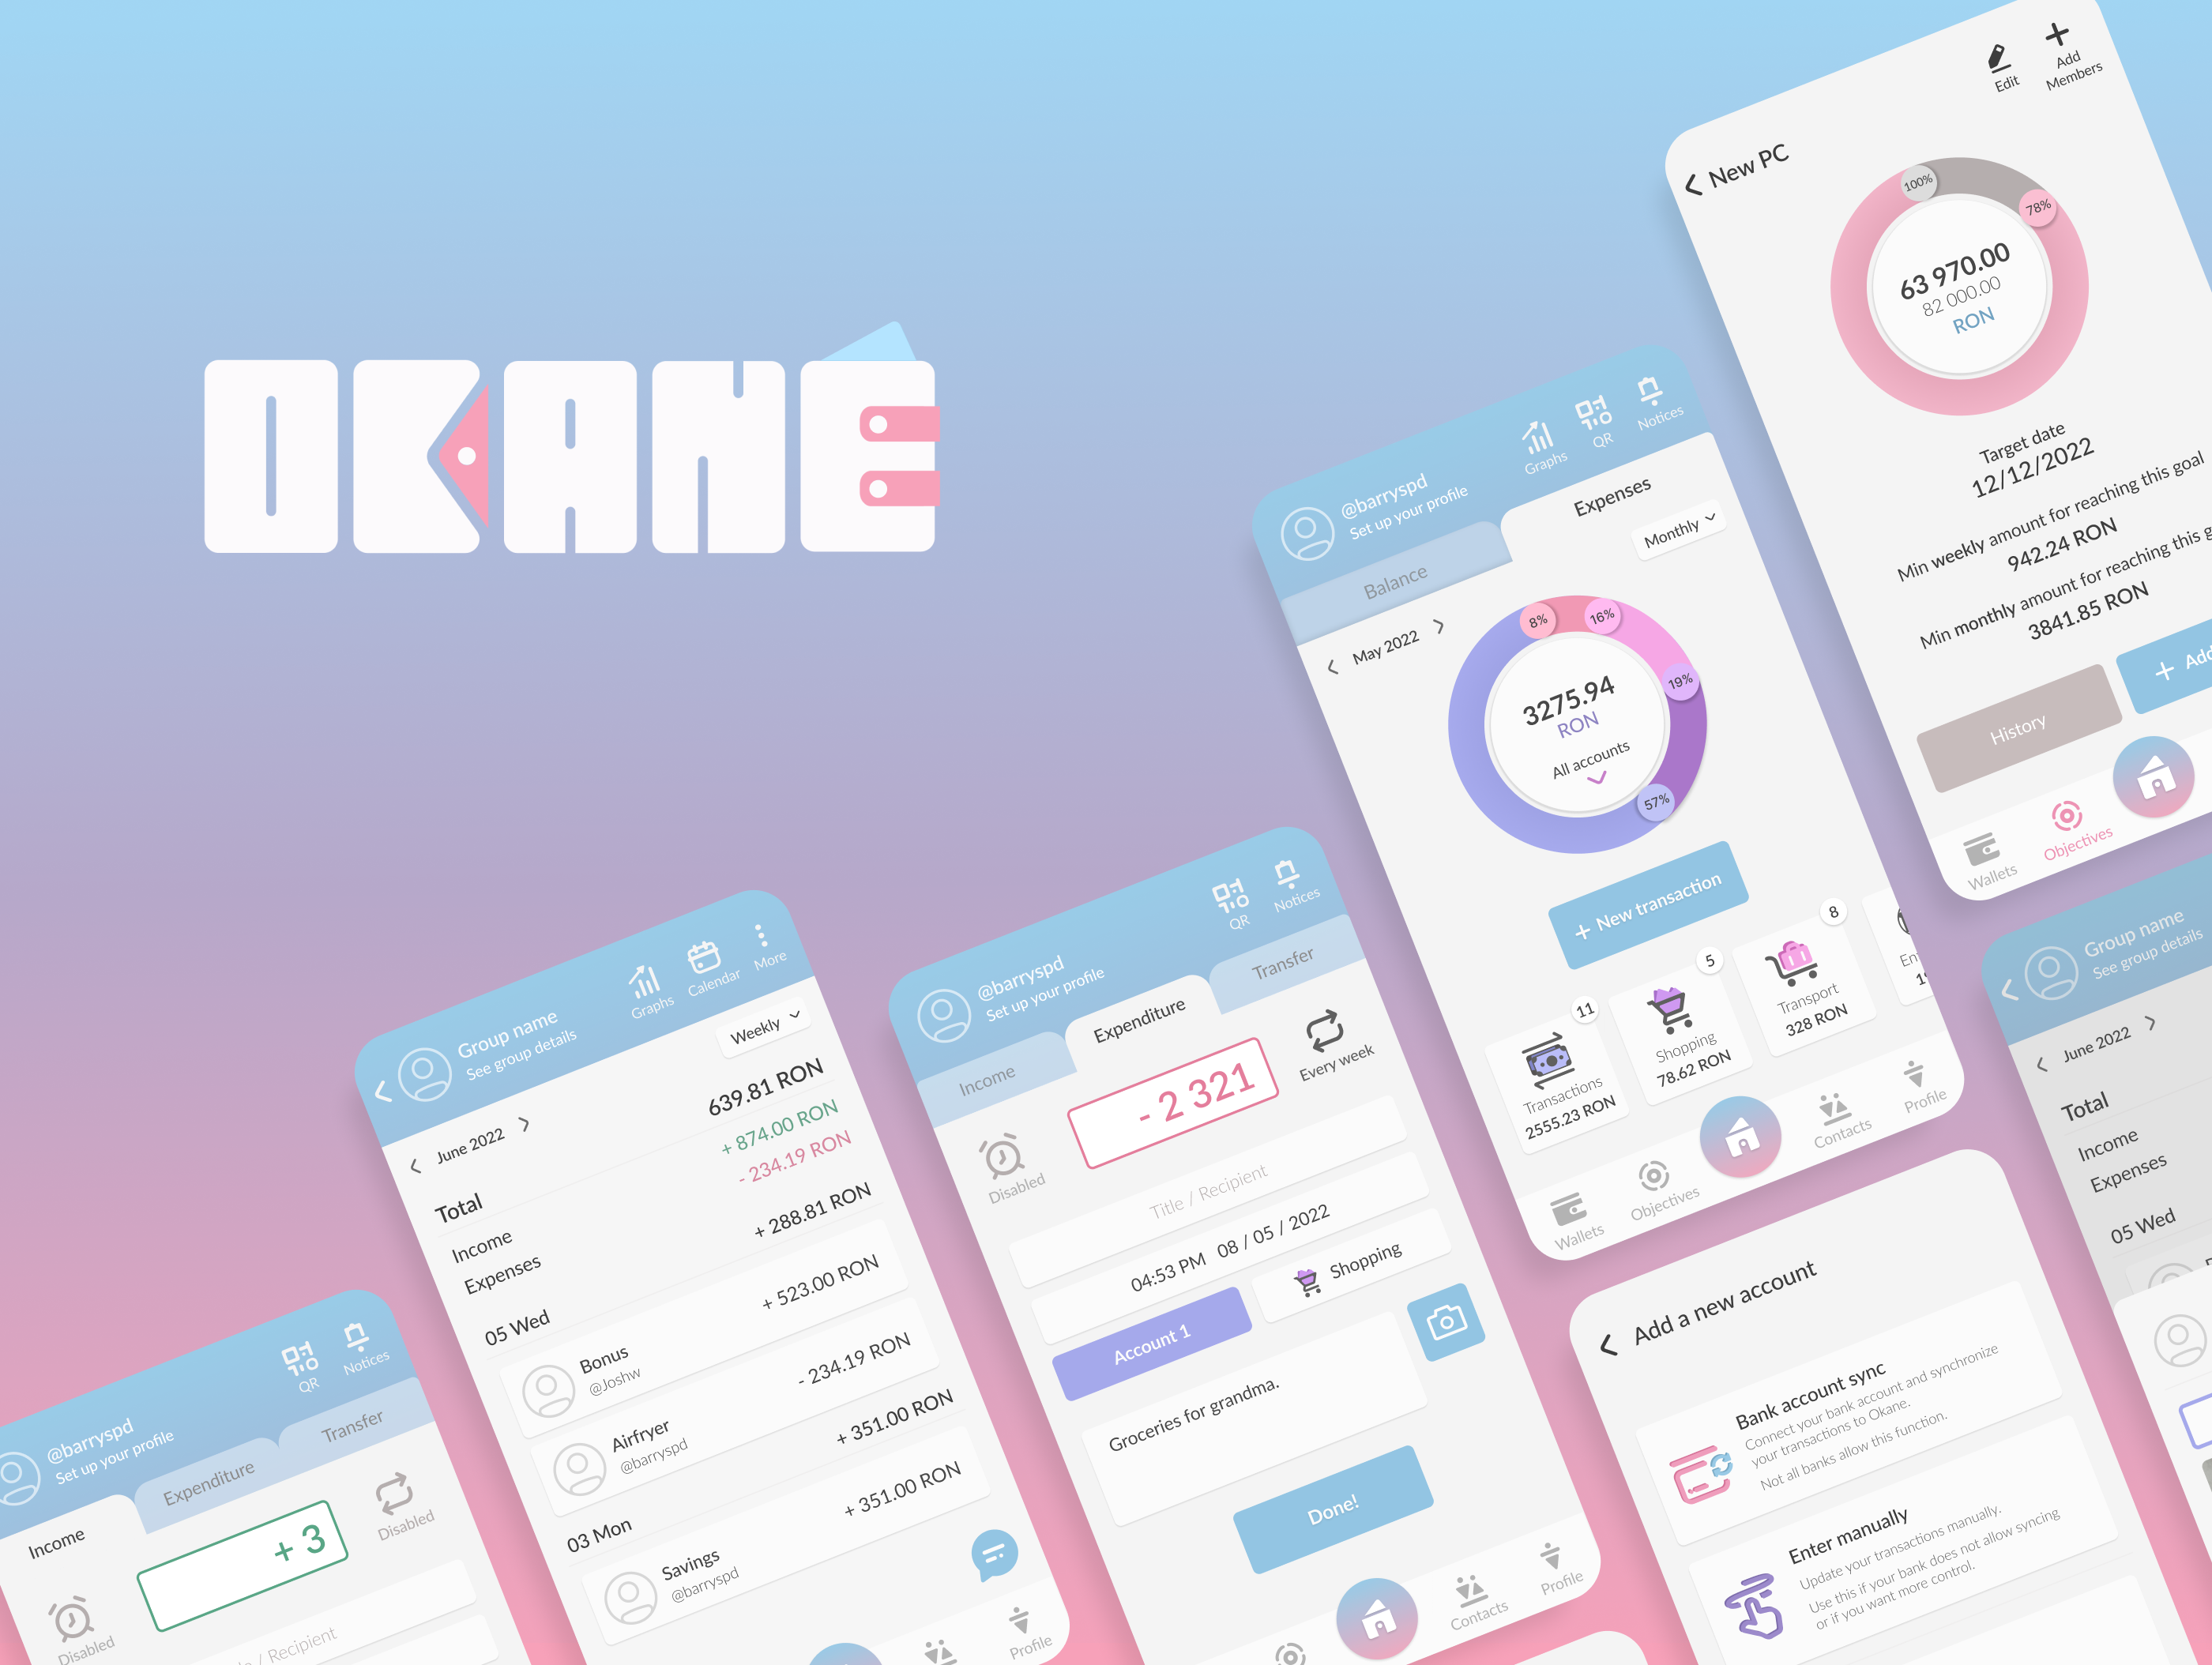 OKANE
@barryspd
Set up your profile
QR
Notices
Income
Expenditure
Transfer
+ 3
Disabled
Disabled
/ Recipient
Group name
See group details
Graphs
Calendar
More
June 2022
Weekly
Total
639.81 RON
Income
+ 874.00 RON
Expenses
- 234.19 RON
05 Wed
+ 288.81 RON
Bonus
@Joshw
+ 523.00 RON
Airfryer
@barryspd
- 234.19 RON
03 Mon
+ 351.00 RON
Savings
@barryspd
+ 351.00 RON
Profile
@barryspd
Set up your profile
QR
Notices
Income
Expenditure
Transfer
- 2 321
Disabled
Every week
Title / Recipient
04:53 PM 08 / 05 / 2022
Account 1
Shopping
Groceries for grandma.
Done!
Contacts
Profile
@barryspd
Set up your profile
Graphs
QR
Notices
Balance
Expenses
Monthly
May 2022
8%
16%
19%
57%
3275.94
RON
All accounts
+ New transaction
11
Transactions
2555.23 RON
5
Shopping
78.62 RON
8
Transport
328 RON
En
Wallets
Objectives
Contacts
Profile
Edit
Add
Members
New PC
100%
78%
63 970.00
82 000.00
RON
Target date
12/12/2022
Min weekly amount for reaching this goal
942.24 RON
Min monthly amount for reaching this g
3841.85 RON
History
+ Add
Wallets
Objectives
Add a new account
Bank account sync
Connect your bank account and synchronize
your transactions to Okane.
Not all banks allow this function.
Enter manually
Update your transactions manually.
Use this if your bank does not allow syncing
or if you want more control.
Group name
See group details
June 2022
Total
Income
Expenses
05 Wed